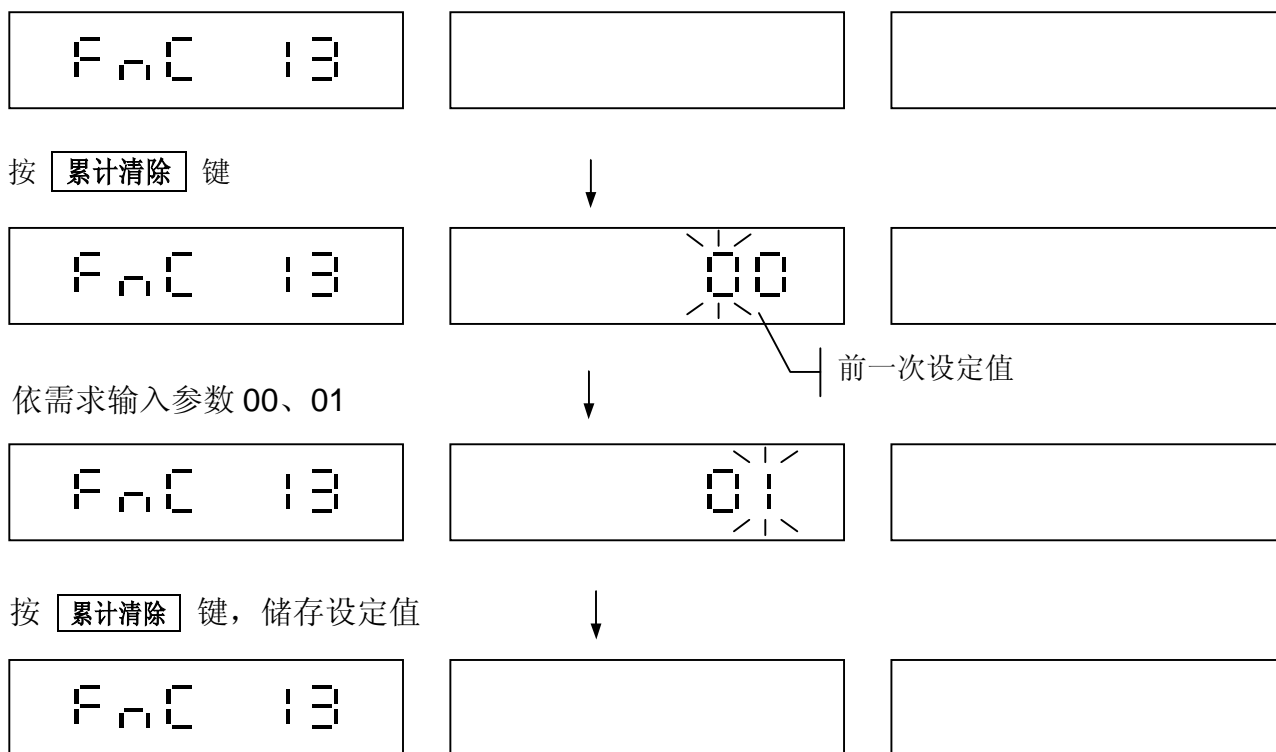 FnC 13
按 累计清除 键
FnC 13 00
前一次设定值
依需求输入参数 00、01
FnC 13 01
按 累计清除 键，储存设定值
FnC 13